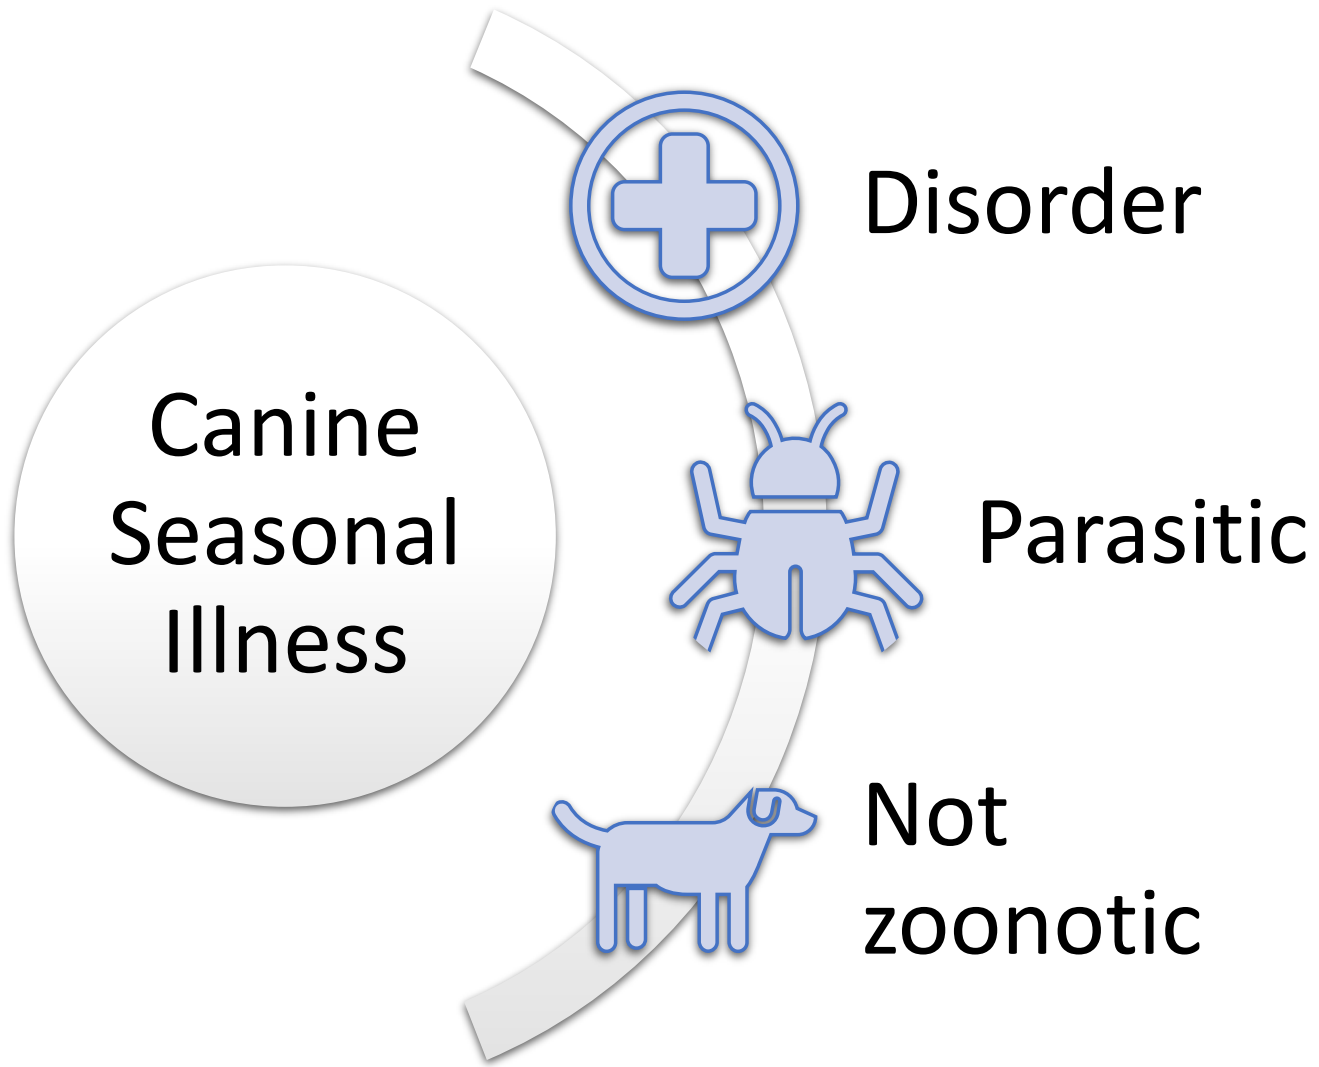 Canine
Seasonal
Illness
Disorder
Parasitic
Not
zoonotic